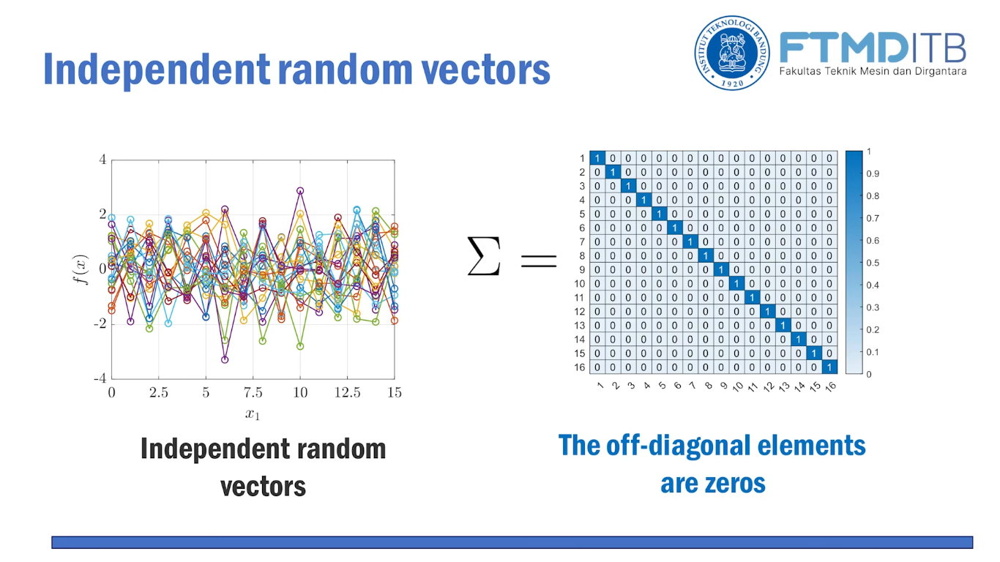 Independent random vectors
INSTITUT TEKNOLOGI BANDUNG
1920
FTMDITB
Fakultas Teknik Mesin dan Dirgantara
4
2
0
-2
-4
f(x)
0 2.5 5 7.5 10 12.5 15
x₁
Independent random
vectors
Σ =
1 1 0 0 0 0 0 0 0 0 0 0 0 0 0 0 0
2 0 1 0 0 0 0 0 0 0 0 0 0 0 0 0 0
3 0 0 1 0 0 0 0 0 0 0 0 0 0 0 0 0
4 0 0 0 1 0 0 0 0 0 0 0 0 0 0 0 0
5 0 0 0 0 1 0 0 0 0 0 0 0 0 0 0 0
6 0 0 0 0 0 1 0 0 0 0 0 0 0 0 0 0
7 0 0 0 0 0 0 1 0 0 0 0 0 0 0 0 0
8 0 0 0 0 0 0 0 1 0 0 0 0 0 0 0 0
9 0 0 0 0 0 0 0 0 1 0 0 0 0 0 0 0
10 0 0 0 0 0 0 0 0 0 1 0 0 0 0 0 0
11 0 0 0 0 0 0 0 0 0 0 1 0 0 0 0 0
12 0 0 0 0 0 0 0 0 0 0 0 1 0 0 0 0
13 0 0 0 0 0 0 0 0 0 0 0 0 1 0 0 0
14 0 0 0 0 0 0 0 0 0 0 0 0 0 1 0 0
15 0 0 0 0 0 0 0 0 0 0 0 0 0 0 1 0
16 0 0 0 0 0 0 0 0 0 0 0 0 0 0 0 1
1 2 3 4 5 6 7 8 9 10 11 12 13 14 15 16
1
0.9
0.8
0.7
0.6
0.5
0.4
0.3
0.2
0.1
0
The off-diagonal elements
are zeros